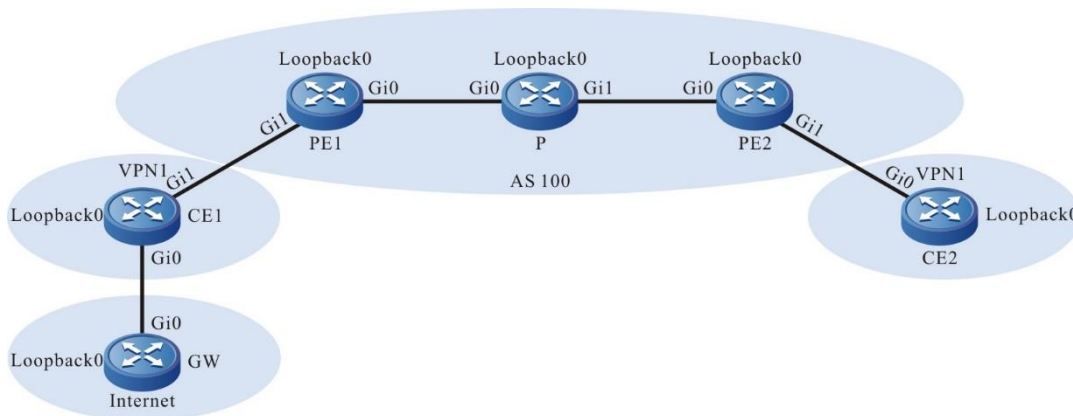 Loopback0 Loopback0 Loopback0
Gi0 Gi0 Gi1 Gi0
Gi1 PE1 P PE2 Gi1
AS 100
VPN1 Gi1 Gi0 VPN1
Loopback0 CE1 Loopback0
Gi0 CE2
Gi0
Loopback0 GW
Internet